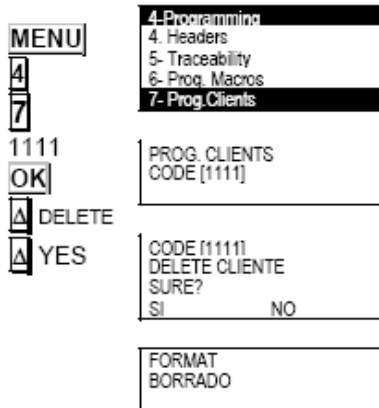 MENU
4
7
1111
OK
Δ DELETE
Δ YES
4-Programming
4. Headers
5- Traceability
6- Prog. Macros
7- Prog.Clients
PROG. CLIENTS
CODE [1111]
CODE [1111]
DELETE CLIENTE
SURE?
SI NO
FORMAT
BORRADO